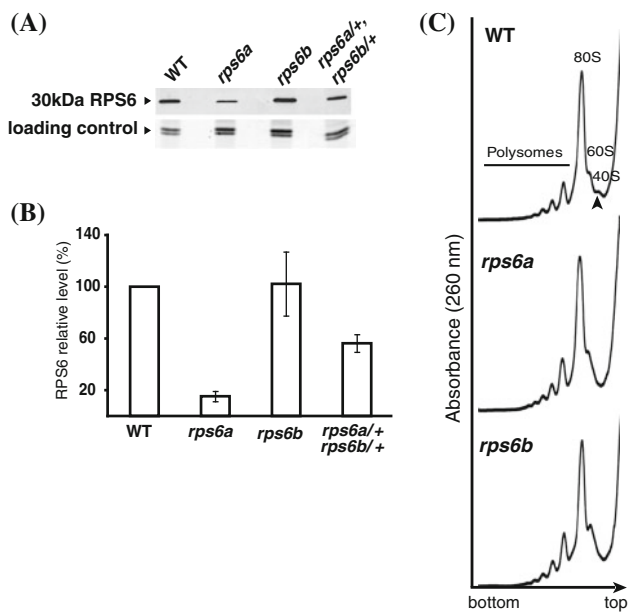 (A)
WT
rps6a
rps6b
rps6a/+,
rps6b/+
30kDa RPS6
loading control
(B)
RPS6 relative level (%)
140
100
60
20
WT
rps6a
rps6b
rps6a/+
rps6b/+
(C)
WT
80S
60S
40S
Polysomes
rps6a
rps6b
Absorbance (260 nm)
bottom
top